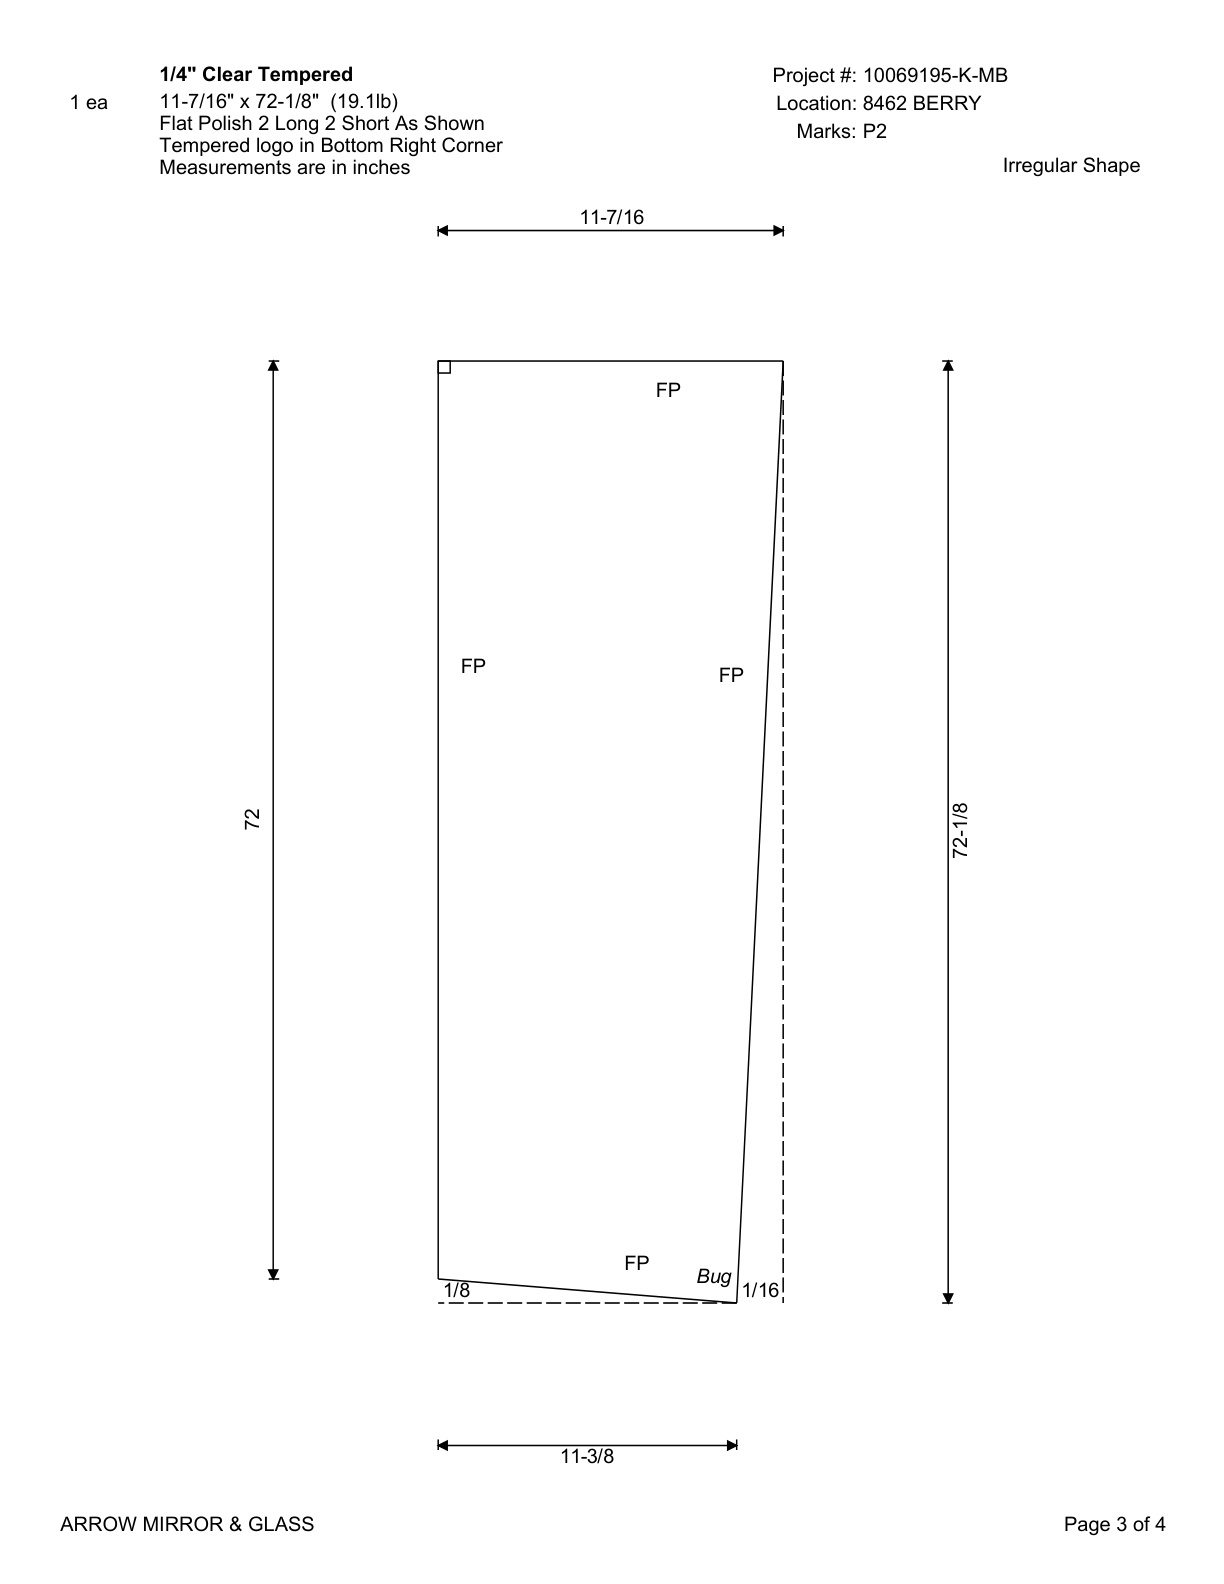 1/4" Clear Tempered
Project #: 10069195-K-MB
1 ea
11-7/16" x 72-1/8" (19.1lb)
Location: 8462 BERRY
Flat Polish 2 Long 2 Short As Shown
Marks: P2
Tempered logo in Bottom Right Corner
Measurements are in inches
Irregular Shape
11-7/16
FP
FP
FP
72
72-1/8
FP
Bug
1/8
1/16
11-3/8
ARROW MIRROR & GLASS
Page 3 of 4